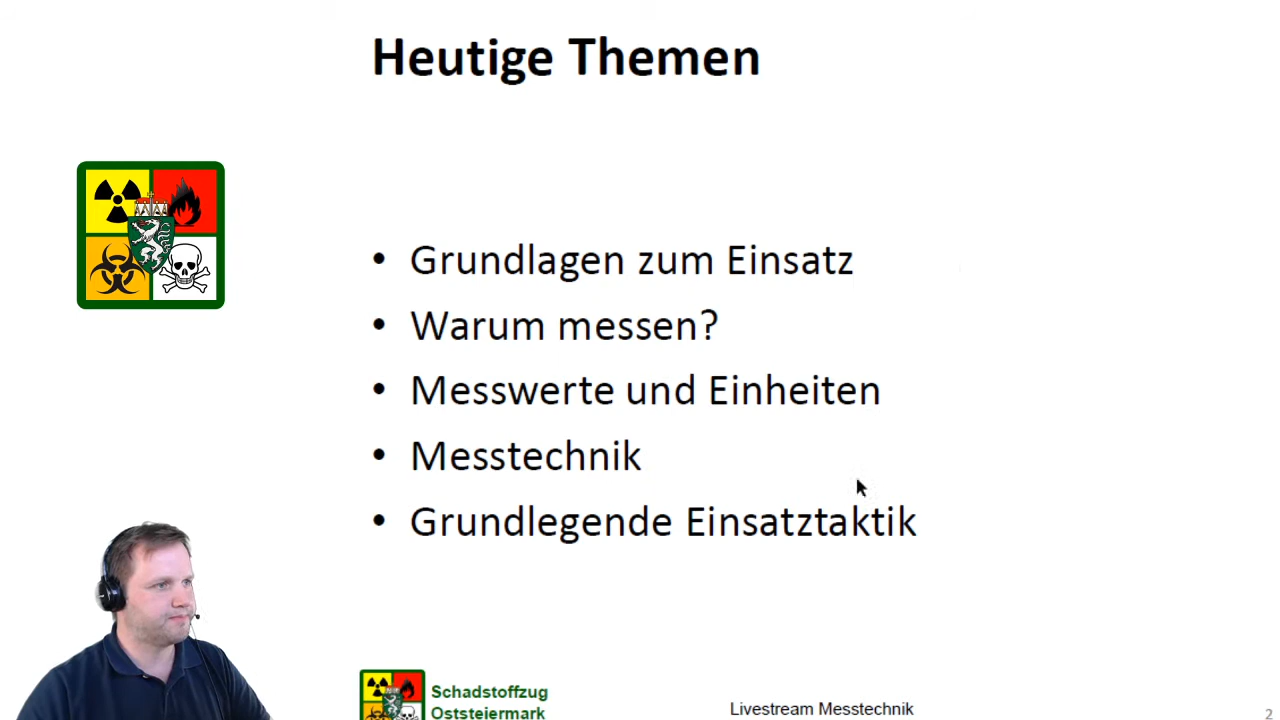 Heutige Themen
• Grundlagen zum Einsatz
• Warum messen?
• Messwerte und Einheiten
• Messtechnik
• Grundlegende Einsatztaktik
Schadstoffzug
Oststeiermark
Livestream Messtechnik
2